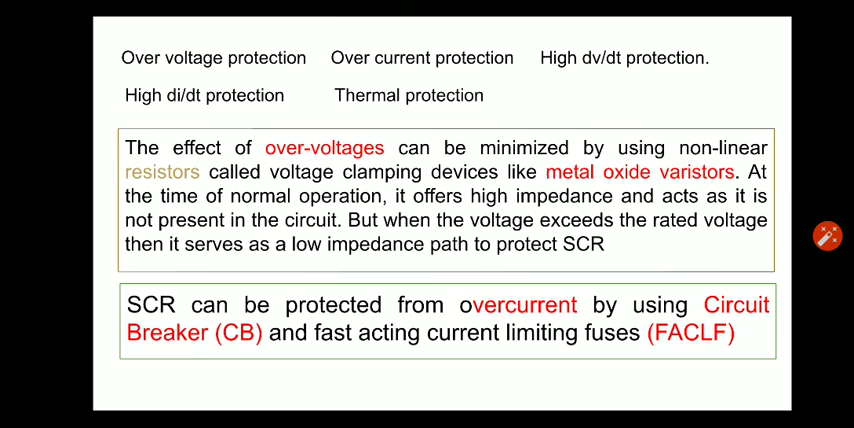 Over voltage protection Over current protection High dv/dt protection.
High di/dt protection Thermal protection
The effect of over-voltages can be minimized by using non-linear
resistors called voltage clamping devices like metal oxide varistors. At
the time of normal operation, it offers high impedance and acts as it is
not present in the circuit. But when the voltage exceeds the rated voltage
then it serves as a low impedance path to protect SCR
SCR can be protected from overcurrent by using Circuit
Breaker (CB) and fast acting current limiting fuses (FACLF)